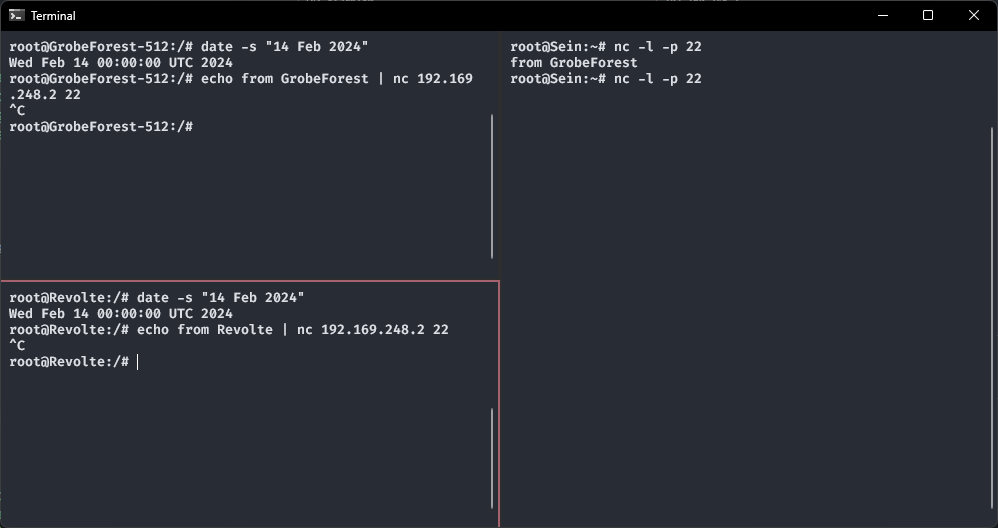 Terminal
root@GrobeForest-512:/# date -s "14 Feb 2024"
Wed Feb 14 00:00:00 UTC 2024
root@GrobeForest-512:/# echo from GrobeForest | nc 192.169
.248.2 22
^C
root@GrobeForest-512:/#
root@Revolte:/# date -s "14 Feb 2024"
Wed Feb 14 00:00:00 UTC 2024
root@Revolte:/# echo from Revolte | nc 192.169.248.2 22
^C
root@Revolte:/#
root@Sein:~# nc -l -p 22
from GrobeForest
root@Sein:~# nc -l -p 22